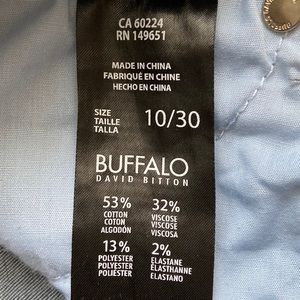 CA 60224
RN 149651
MADE IN CHINA
FABRIQUÉ EN CHINE
HECHO EN CHINA
SIZE
TAILLE
TALLA
10/30
BUFFALO
DAVID BITTON
53% 32%
COTTON VISCOSE
COTON VISCOSE
ALGODÓN VISCOSA
13% 2%
POLYESTER ELASTANE
POLYESTER ÉLASTHANNE
POLIÉSTER ELASTANO